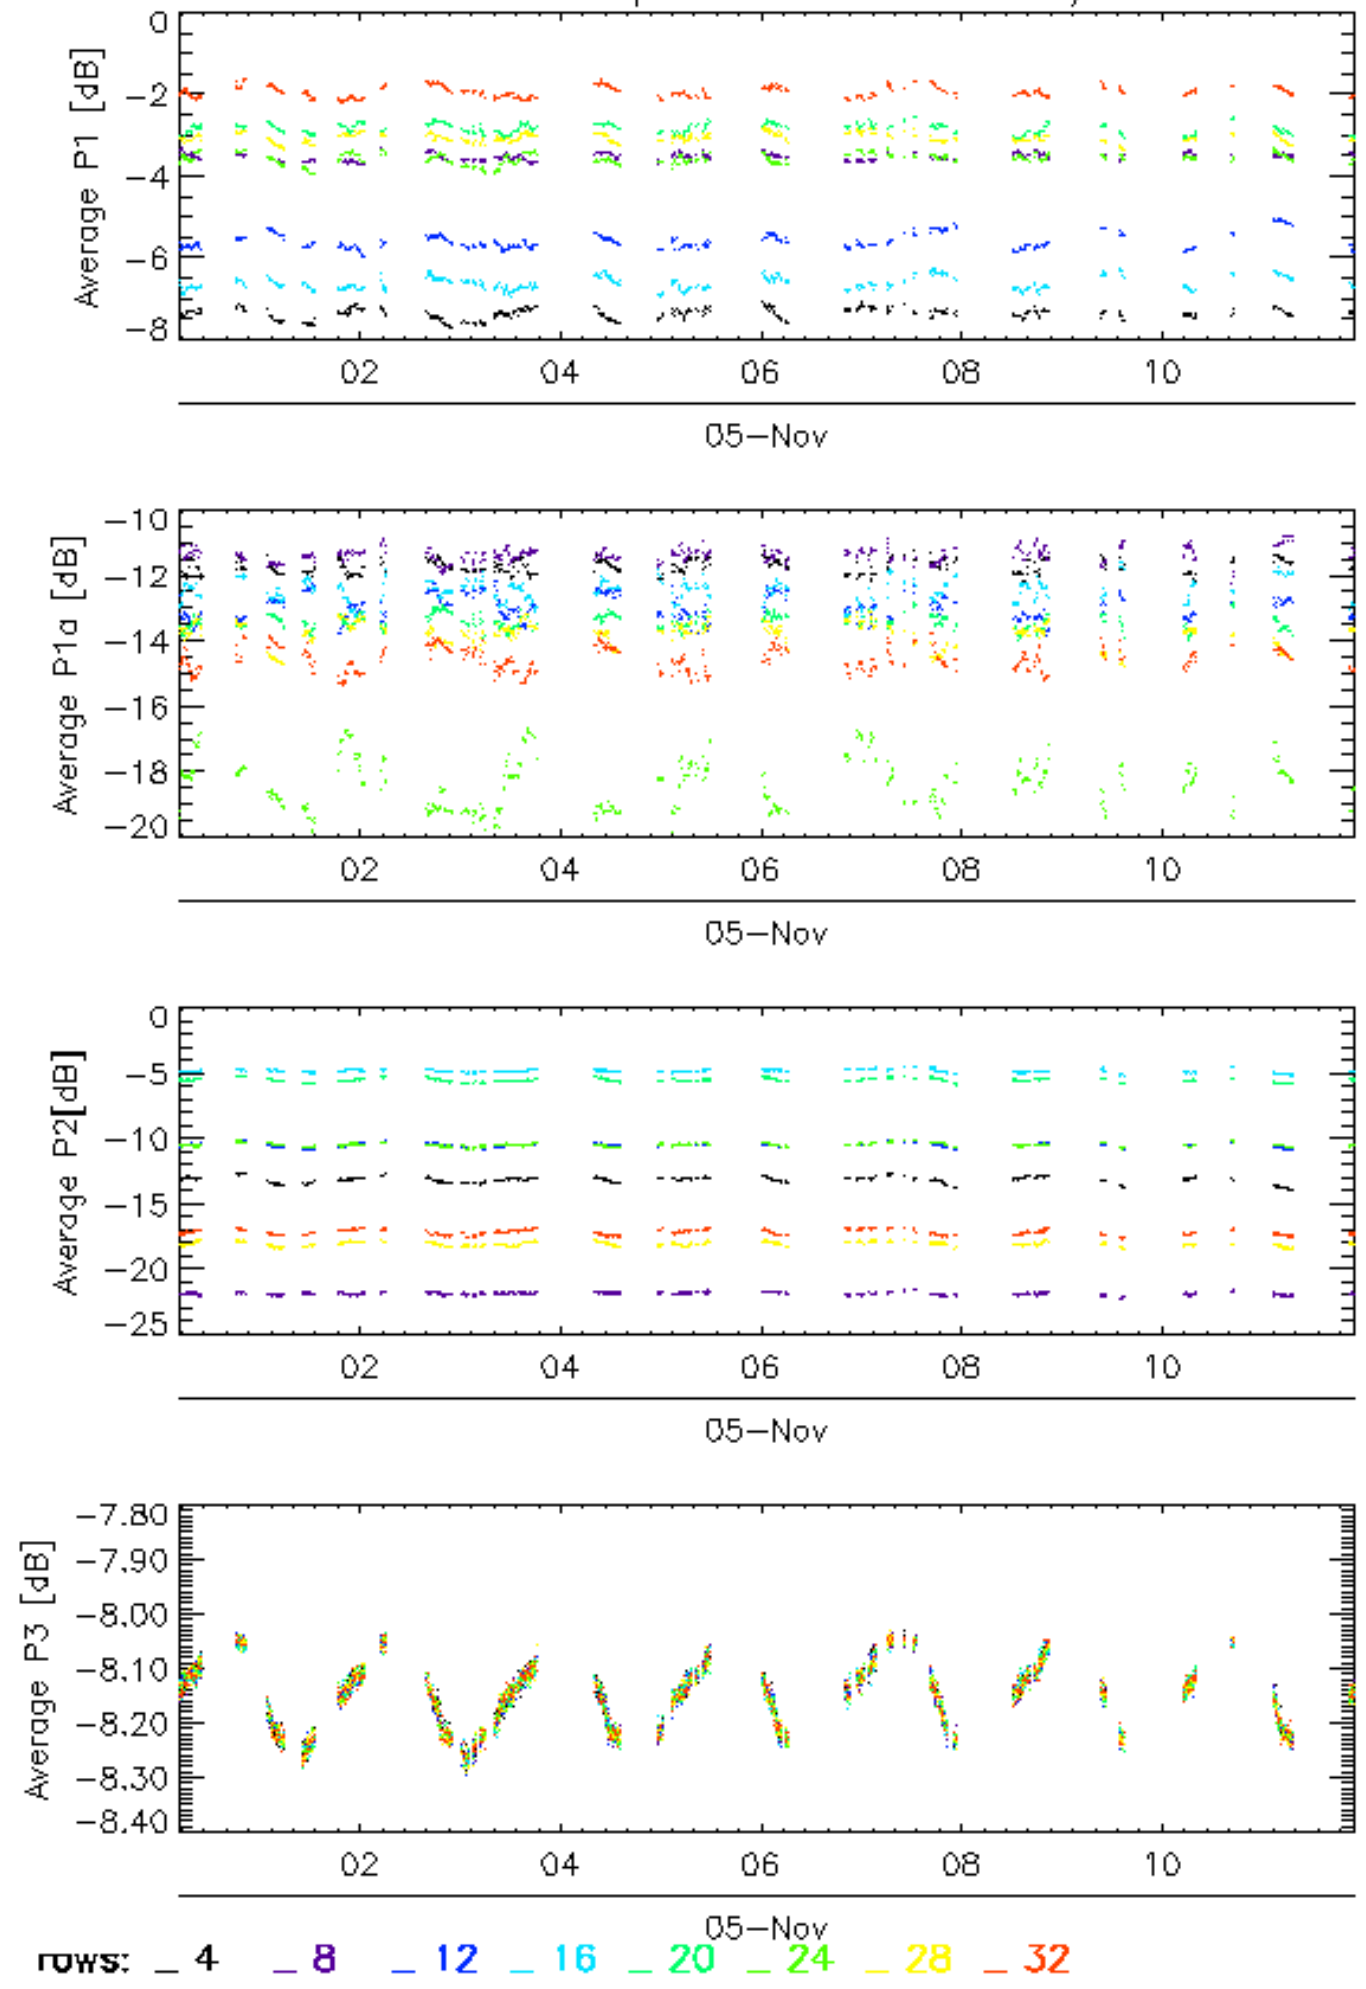 0
−2
−4
−6
−8
Average P1 [dB]
02 04 06 08 10
05−Nov
−10
−12
−14
−16
−18
−20
Average P1a [dB]
02 04 06 08 10
05−Nov
0
−5
−10
−15
−20
−25
Average P2[dB]
02 04 06 08 10
05−Nov
−7.80
−7.90
−8.00
−8.10
−8.20
−8.30
−8.40
Average P3 [dB]
02 04 06 08 10
05−Nov
rows: _ 4 _ 8 _ 12 _ 16 _ 20 _ 24 _ 28 _ 32